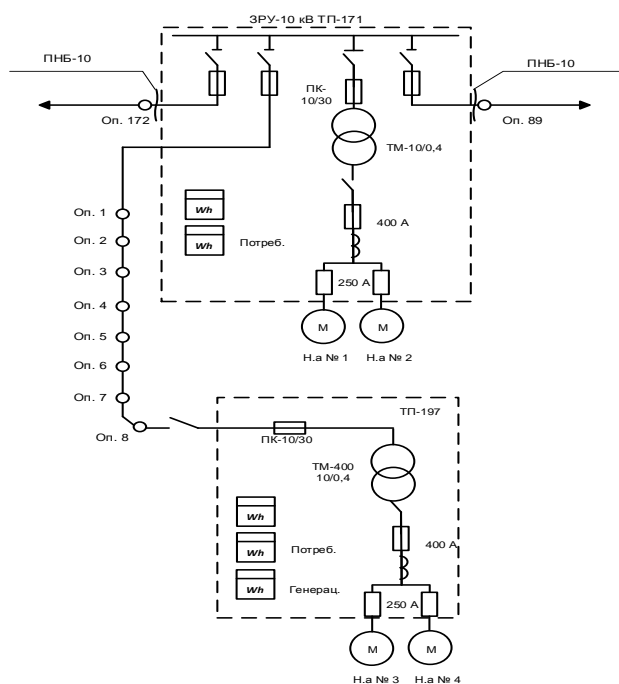 ЗРУ-10 кВ ТП-171
ПНБ-10
ПНБ-10
ПК-
10/30
Оп. 172
Оп. 89
ТМ-10/0,4
Оп. 1
Wh
400 А
Оп. 2
Wh
Потреб.
Оп. 3
250 А
Оп. 4
М
М
Оп. 5
Н.а № 1
Н.а № 2
Оп. 6
Оп. 7
ТП-197
Оп. 8
ПК-10/30
ТМ-400
10/0,4
Wh
400 А
Wh
Потреб.
Wh
Генерац.
250 А
М
М
Н.а № 3
Н.а № 4